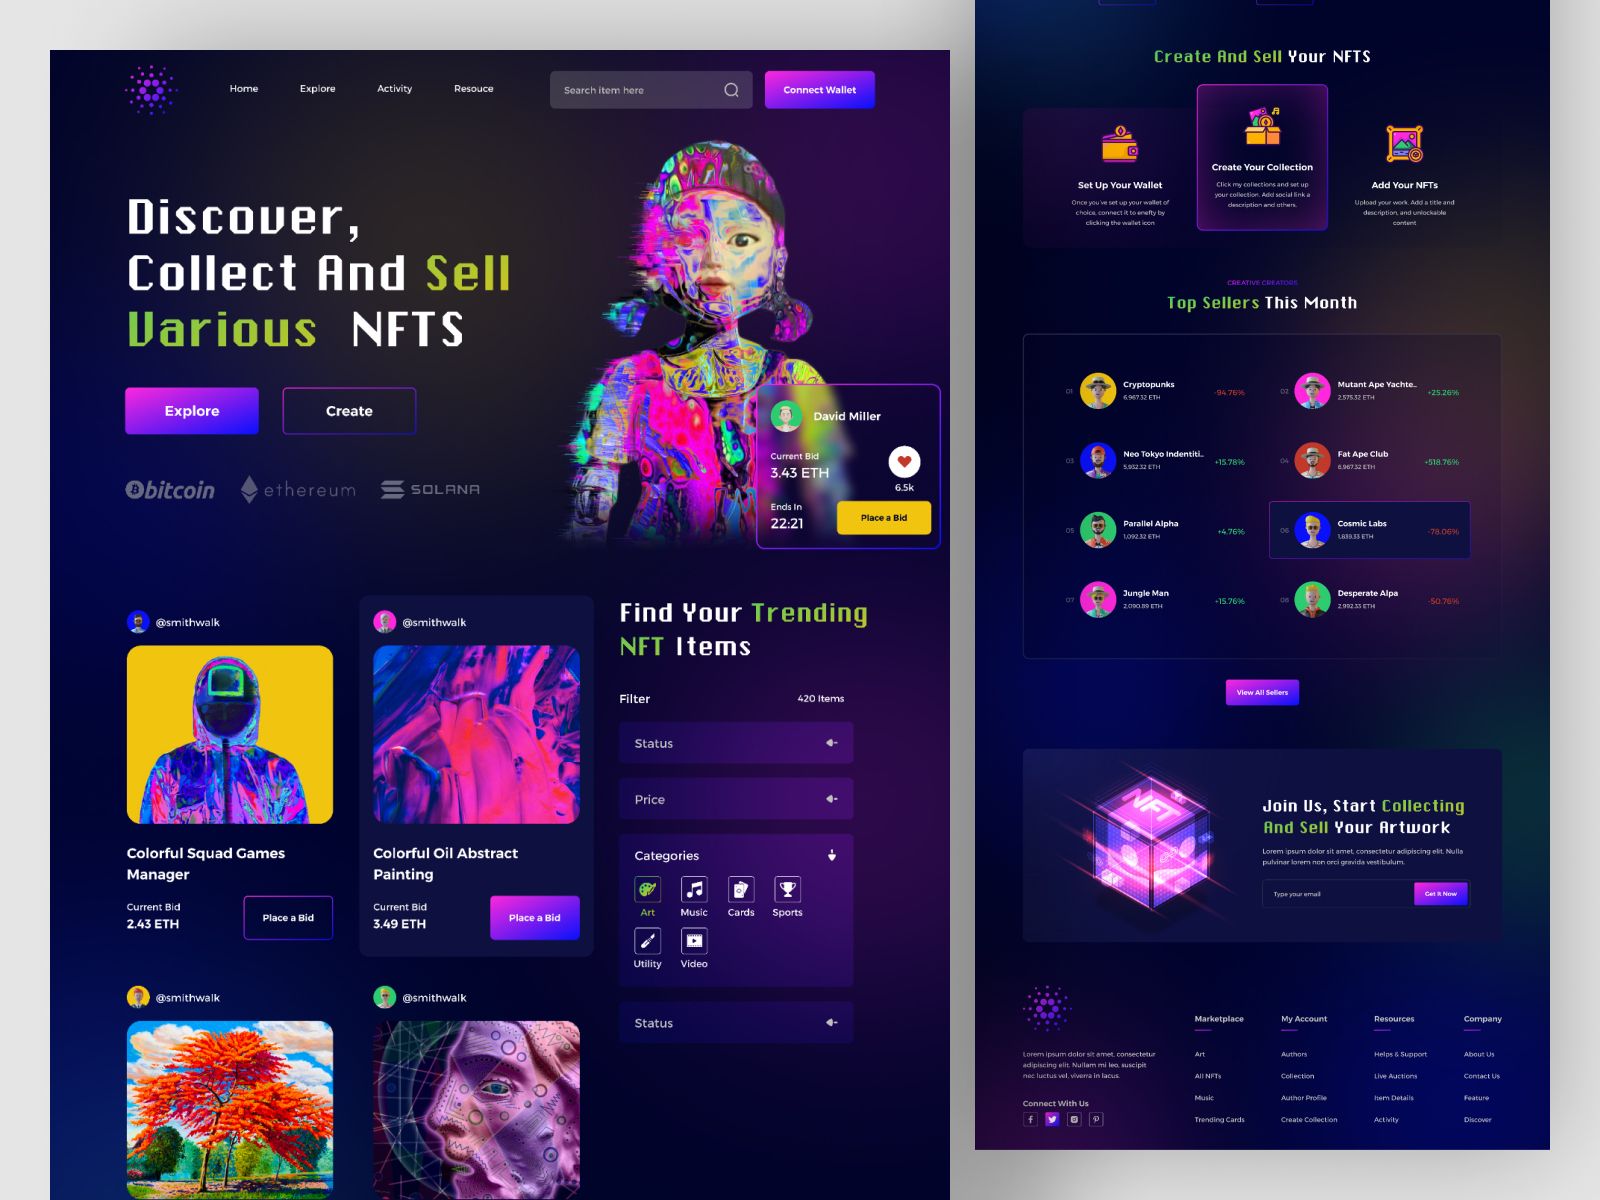 Home
Explore
Activity
Resouce
Search item here
Connect Wallet
Discover,
Collect And Sell
Various NFTS
Explore
Create
bitcoin
ethereum
SOLANA
David Miller
Current Bid
3.43 ETH
6.5k
Ends In
22:21
Place a Bid
@smithwalk
Colorful Squad Games
Manager
Current Bid
2.43 ETH
Place a Bid
@smithwalk
Colorful Oil Abstract
Painting
Current Bid
3.49 ETH
Place a Bid
@smithwalk
@smithwalk
Find Your Trending
NFT Items
Filter
420 Items
Status
Price
Categories
Art
Music
Cards
Sports
Utility
Video
Status
Create And Sell Your NFTS
Set Up Your Wallet
Once you've set up your wallet of
choice, connect it to enefty by
clicking the wallet icon
Create Your Collection
Click my collections and set up
your collection. Add social link a
description and others.
Add Your NFTs
Upload your work. Add a title and
description, and unlockable
content
CREATIVE CREATORS
Top Sellers This Month
01
Cryptopunks
6,967.32 ETH
-94.76%
02
Mutant Ape Yachte..
2,575.32 ETH
+25.26%
03
Neo Tokyo Indentiti..
5,932.32 ETH
+15.78%
04
Fat Ape Club
6,967.32 ETH
+518.76%
05
Parallel Alpha
1,092.32 ETH
+4.76%
06
Cosmic Labs
1,839.33 ETH
-78.06%
07
Jungle Man
2,090.89 ETH
+15.76%
08
Desperate Alpa
2,992.33 ETH
-50.76%
View All Sellers
NFT
Join Us, Start Collecting
And Sell Your Artwork
Lorem ipsum dolor sit amet, consectetur adipiscing elit. Nulla
pulvinar lorem non orci gravida vestibulum.
Type your email
Get It Now
Lorem ipsum dolor sit amet, consectetur
adipiscing elit. Nullam mi leo, suscipit
nec luctus vel, viverra in lacus.
Connect With Us
Marketplace
Art
All NFTs
Music
Trending Cards
My Account
Authors
Collection
Author Profile
Create Collection
Resources
Helps & Support
Live Auctions
Item Details
Activity
Company
About Us
Contact Us
Feature
Discover